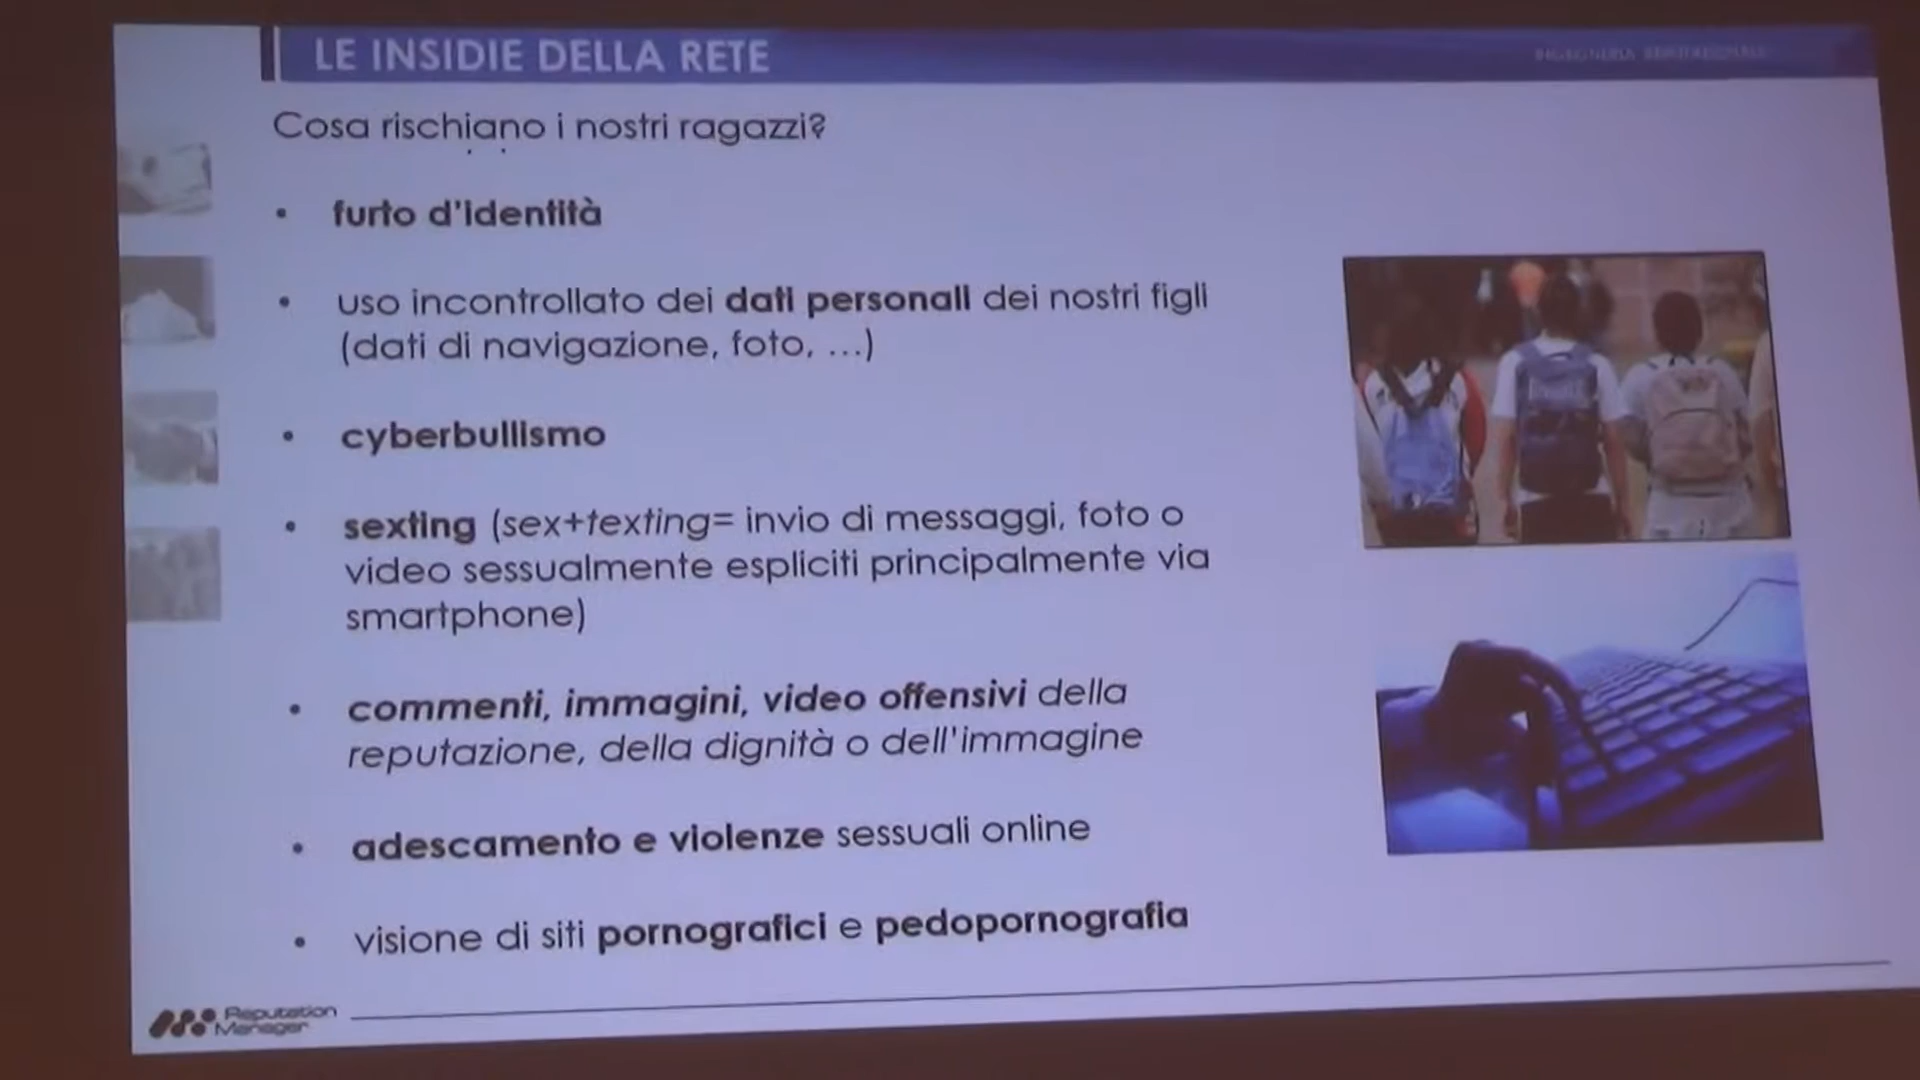 LE INSIDIE DELLA RETE
Cosa rischiano i nostri ragazzi?
• furto d'identità
• uso incontrollato dei dati personali dei nostri figli
(dati di navigazione, foto, ...)
• cyberbullismo
• sexting (sex+texting= invio di messaggi, foto o
video sessualmente espliciti principalmente via
smartphone)
• commenti, immagini, video offensivi della
reputazione, della dignità o dell'immagine
• adescamento e violenze sessuali online
• visione di siti pornografici e pedopornografia
Reputation
Manager